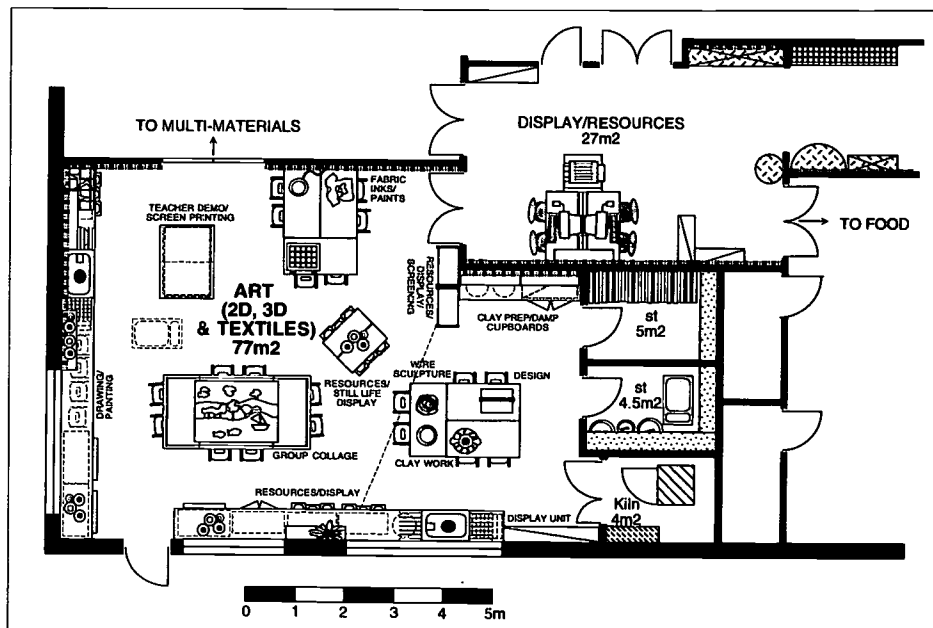 TO MULTI-MATERIALS
DISPLAY/RESOURCES
27m2
FABRIC
INKS/
PAINTS
TEACHER DEMO/
SCREEN PRINTING
TO FOOD
RESOURCES/
DISPLAY/
SCREENING
ART
(2D, 3D
& TEXTILES)
77m2
CLAY PREP/DAMP
CUPBOARDS
st
5m2
WIRE
SCULPTURE
DESIGN
RESOURCES/
STILL LIFE
DISPLAY
st
4.5m2
DRAWING/
PAINTING
GROUP COLLAGE
CLAY WORK
RESOURCES/DISPLAY
DISPLAY UNIT
Kiln
4m2
0 1 2 3 4 5m